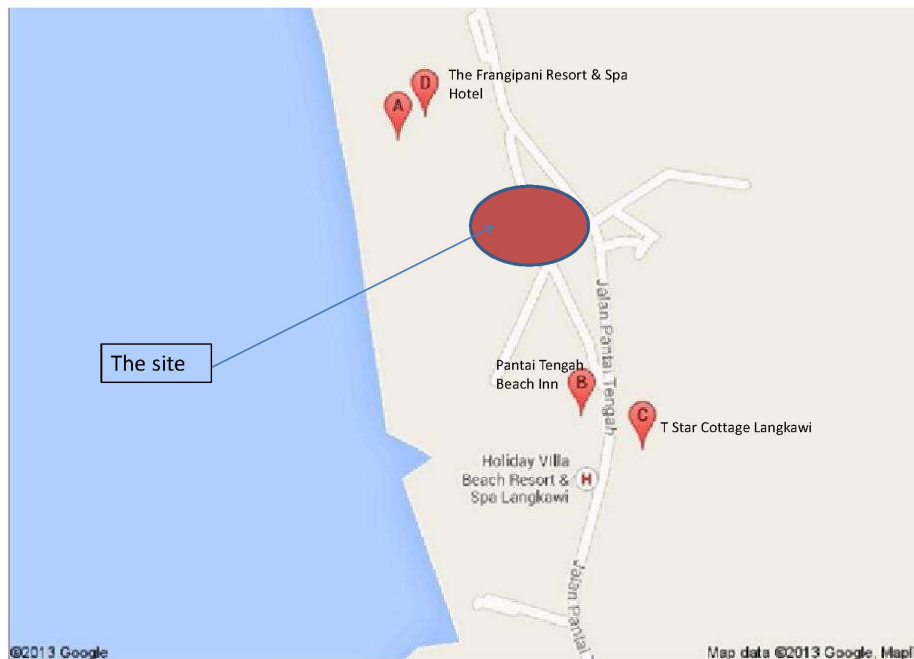 D
The Frangipani Resort & Spa
Hotel
A
The site
Jalan Pantai Tengah
Pantai Tengah
Beach Inn
B
C
T Star Cottage Langkawi
Holiday Villa
Beach Resort &
Spa Langkawi
H
Jalan Pantai T
©2013 Google
Map data ©2013 Google, MapI